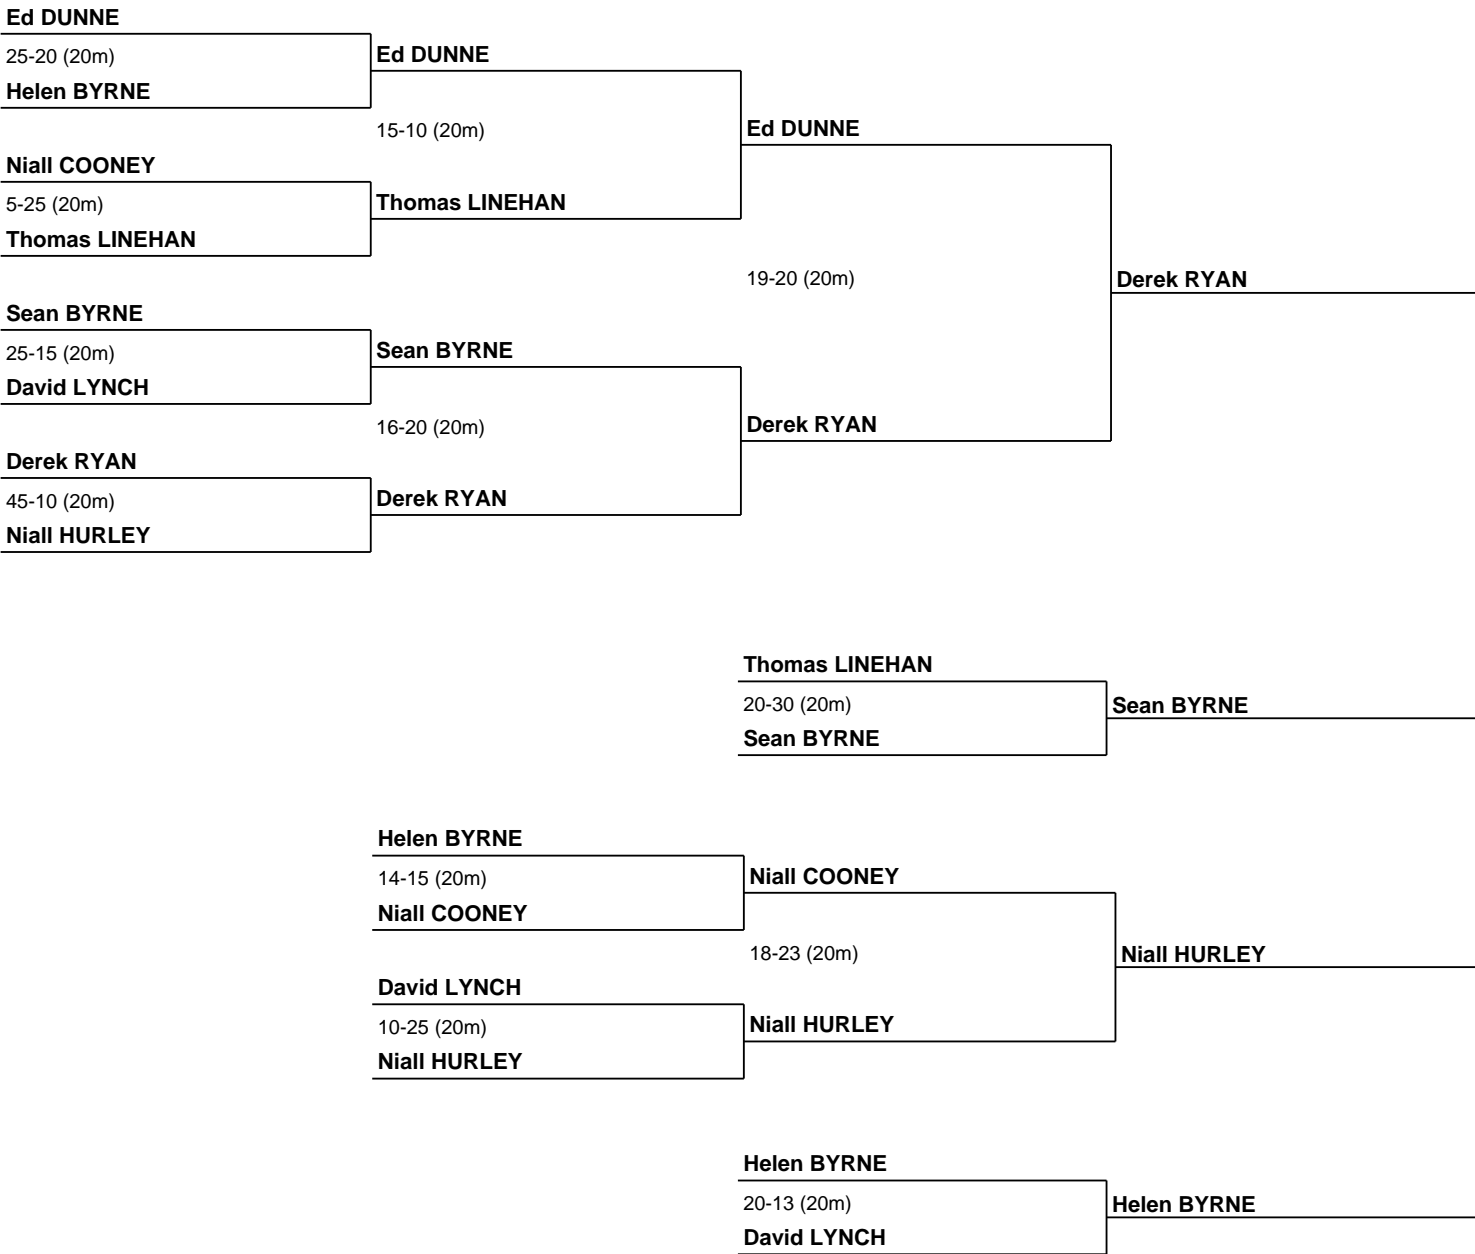 Ed DUNNE
25-20 (20m)
Helen BYRNE
Niall COONEY
5-25 (20m)
Thomas LINEHAN
Sean BYRNE
25-15 (20m)
David LYNCH
Derek RYAN
45-10 (20m)
Niall HURLEY
Ed DUNNE
15-10 (20m)
Thomas LINEHAN
Sean BYRNE
16-20 (20m)
Derek RYAN
Ed DUNNE
19-20 (20m)
Derek RYAN
Derek RYAN
Thomas LINEHAN
20-30 (20m)
Sean BYRNE
Sean BYRNE
Helen BYRNE
14-15 (20m)
Niall COONEY
David LYNCH
10-25 (20m)
Niall HURLEY
Niall COONEY
18-23 (20m)
Niall HURLEY
Niall HURLEY
Helen BYRNE
20-13 (20m)
David LYNCH
Helen BYRNE